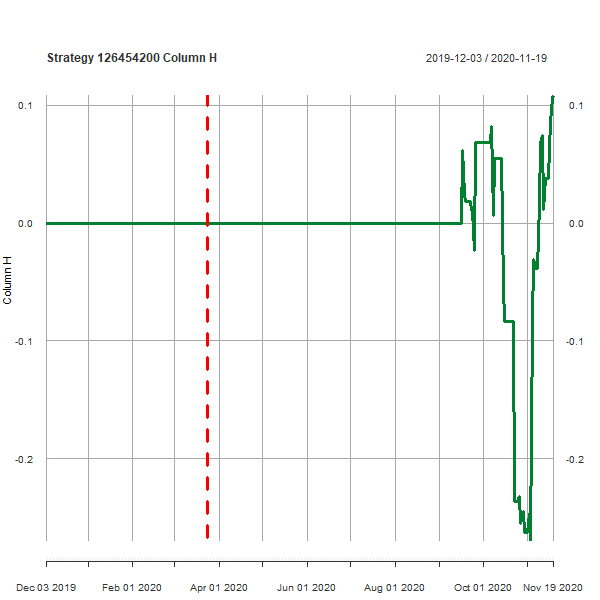 Strategy 126454200 Column H
2019-12-03 / 2020-11-19
0.1
0.1
0.0
0.0
-0.1
-0.1
-0.2
-0.2
Column H
Dec 03 2019
Feb 01 2020
Apr 01 2020
Jun 01 2020
Aug 01 2020
Oct 01 2020
Nov 19 2020